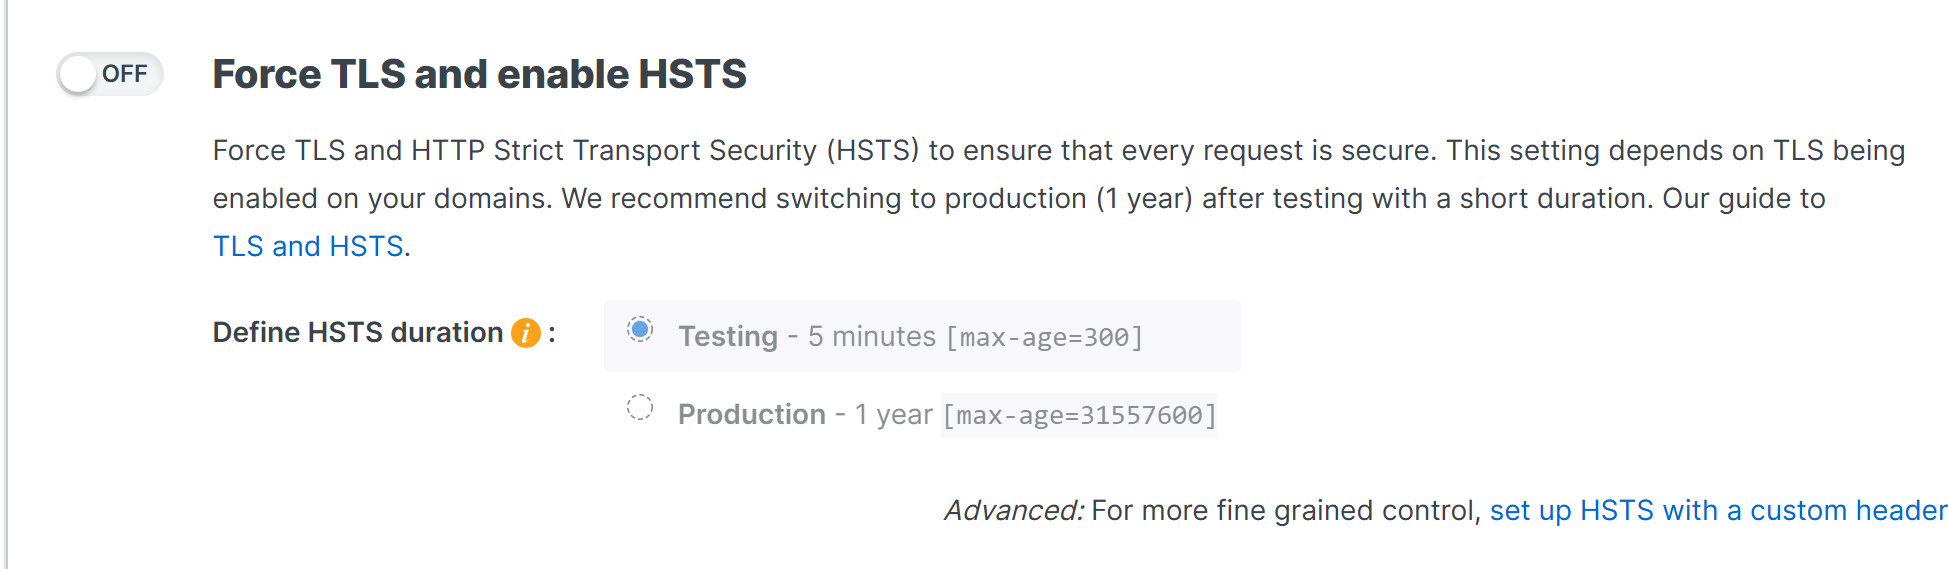 OFF
Force TLS and enable HSTS
Force TLS and HTTP Strict Transport Security (HSTS) to ensure that every request is secure. This setting depends on TLS being
enabled on your domains. We recommend switching to production (1 year) after testing with a short duration. Our guide to
TLS and HSTS.
Define HSTS duration i :
Testing - 5 minutes [max-age=300]
Production - 1 year [max-age=31557600]
Advanced: For more fine grained control, set up HSTS with a custom header